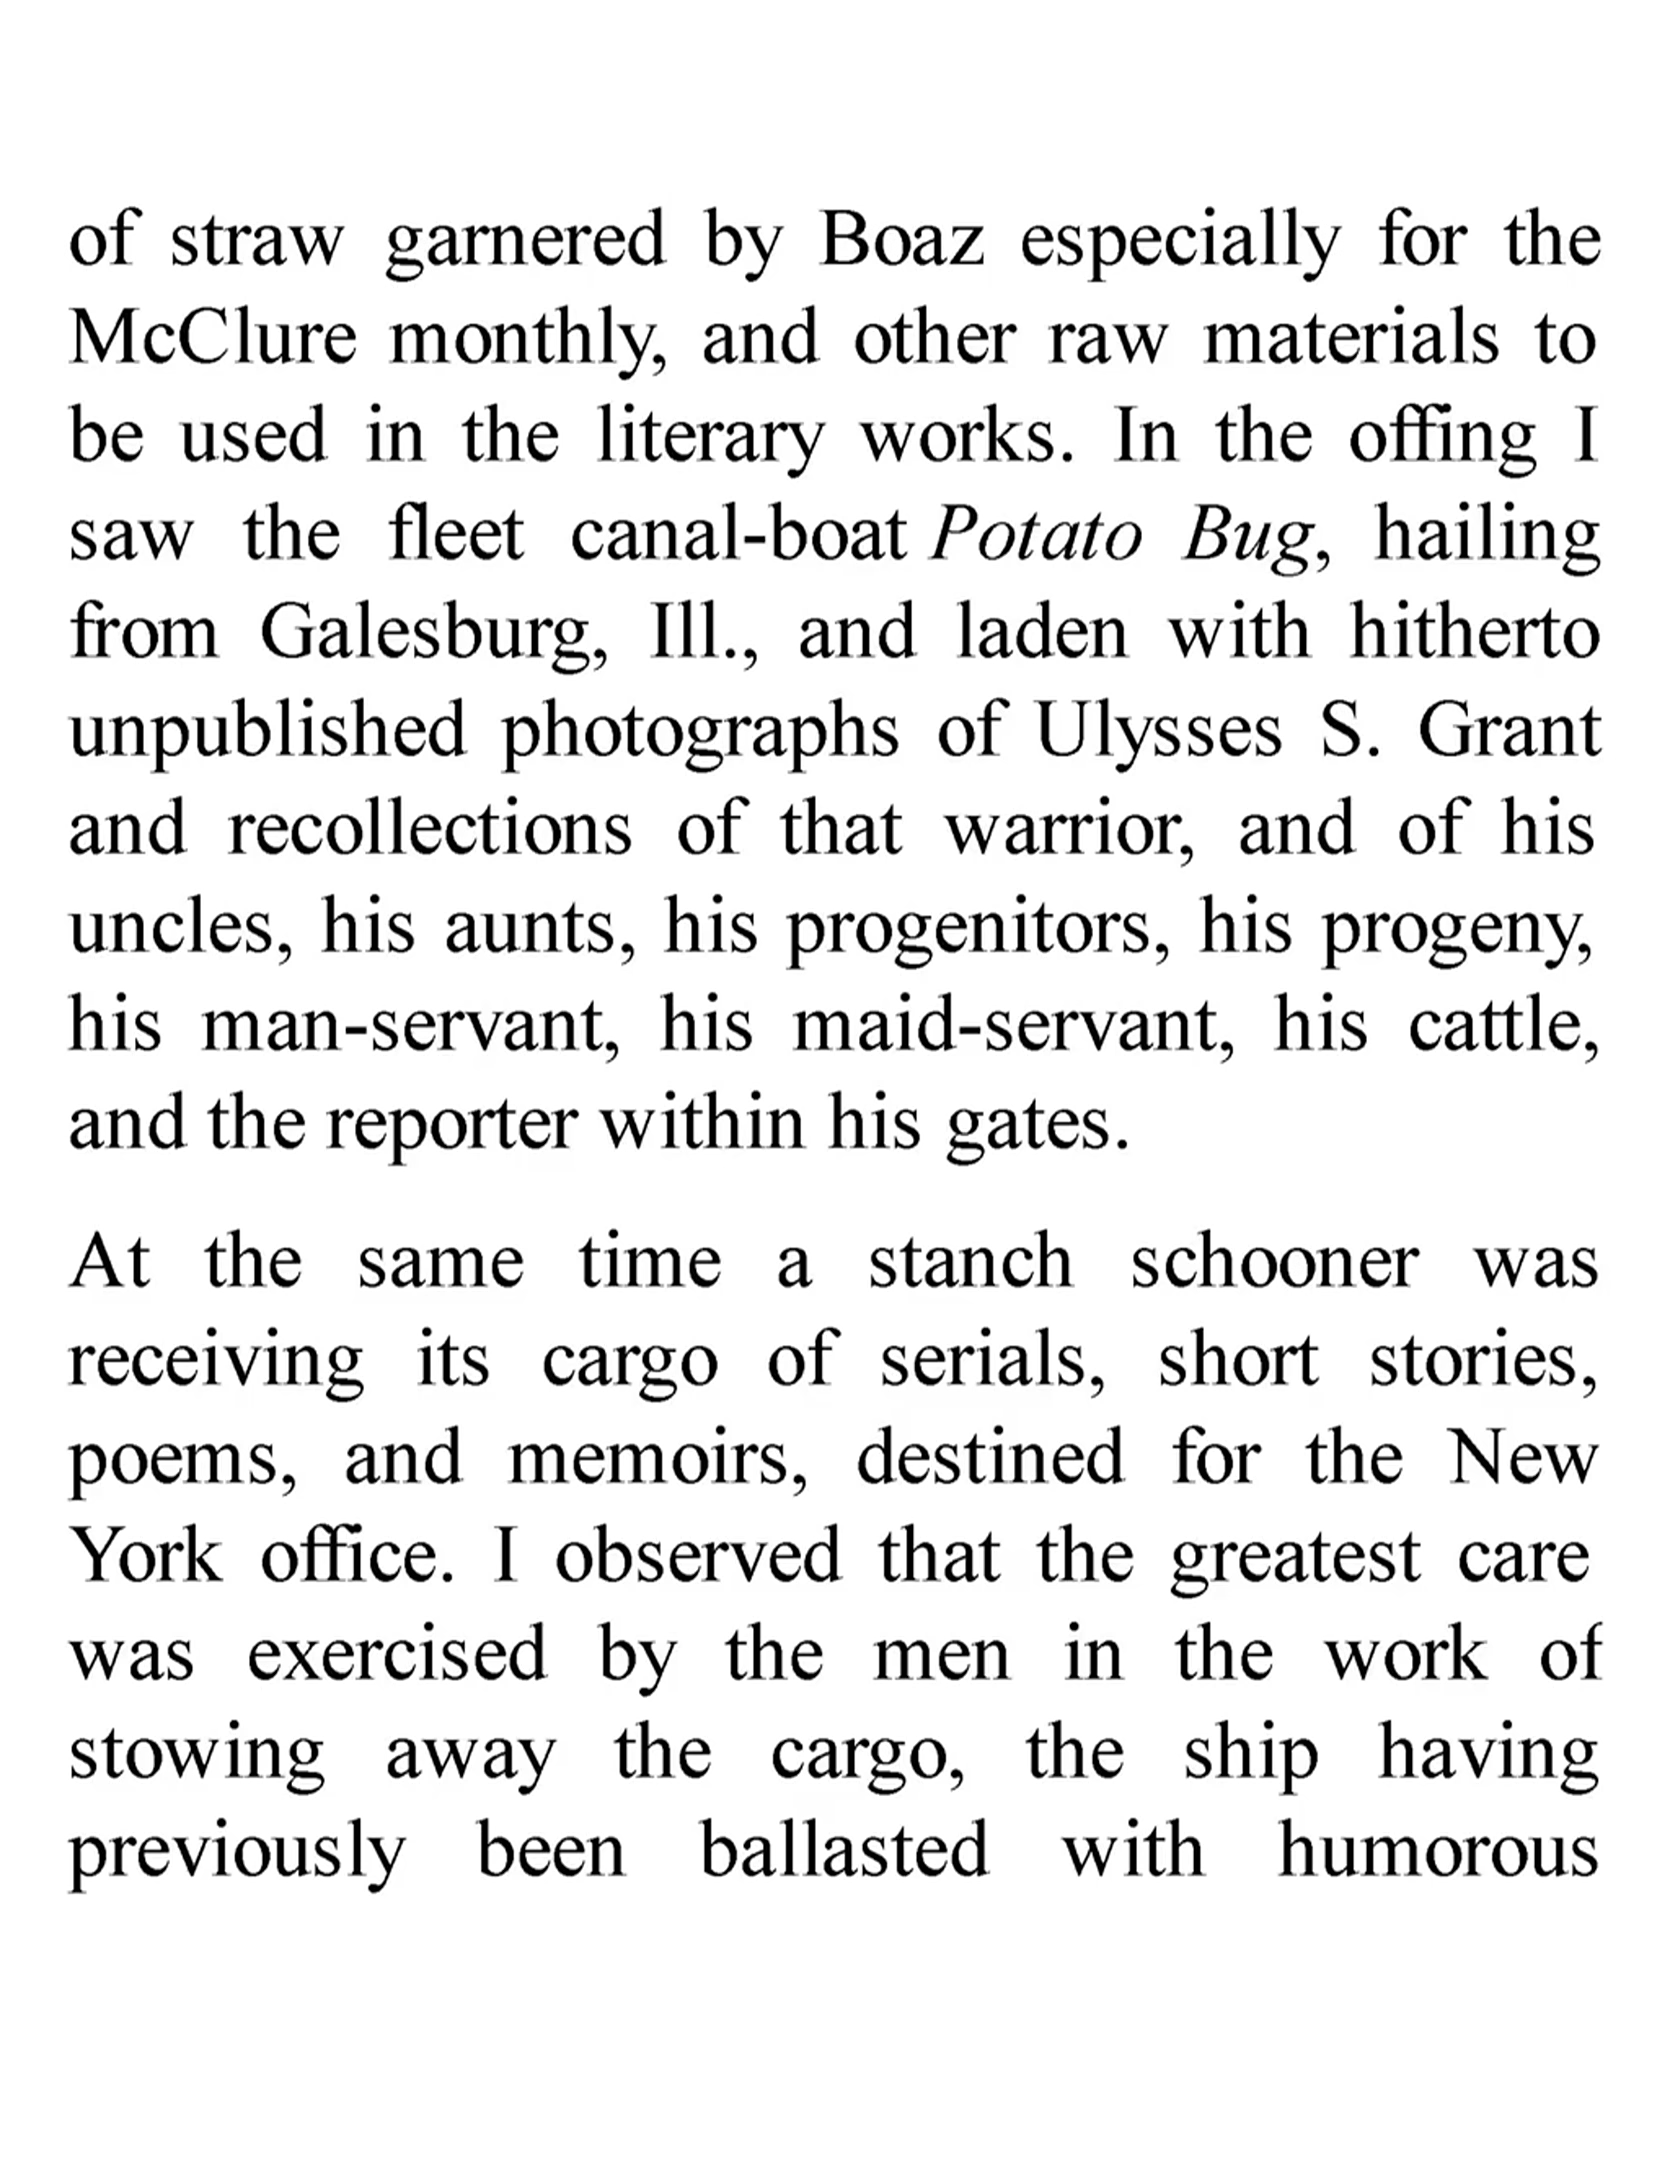 of straw garnered by Boaz especially for the
McClure monthly, and other raw materials to
be used in the literary works. In the offing I
saw the fleet canal-boat Potato Bug, hailing
from Galesburg, Ill., and laden with hitherto
unpublished photographs of Ulysses S. Grant
and recollections of that warrior, and of his
uncles, his aunts, his progenitors, his progeny,
his man-servant, his maid-servant, his cattle,
and the reporter within his gates.
At the same time a stanch schooner was
receiving its cargo of serials, short stories,
poems, and memoirs, destined for the New
York office. I observed that the greatest care
was exercised by the men in the work of
stowing away the cargo, the ship having
previously been ballasted with humorous